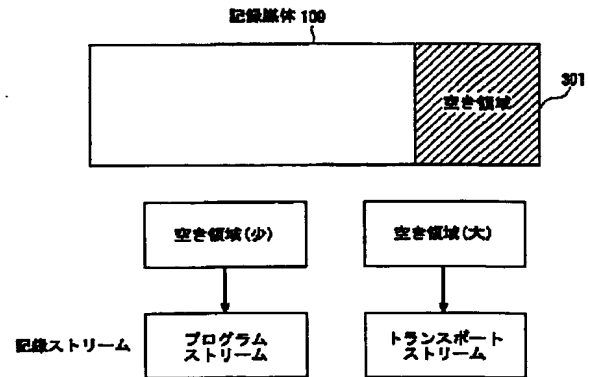 記録媒体 109
空き領域
301
空き領域(少)
空き領域(大)
記録ストリーム
プログラム
ストリーム
トランスポート
ストリーム